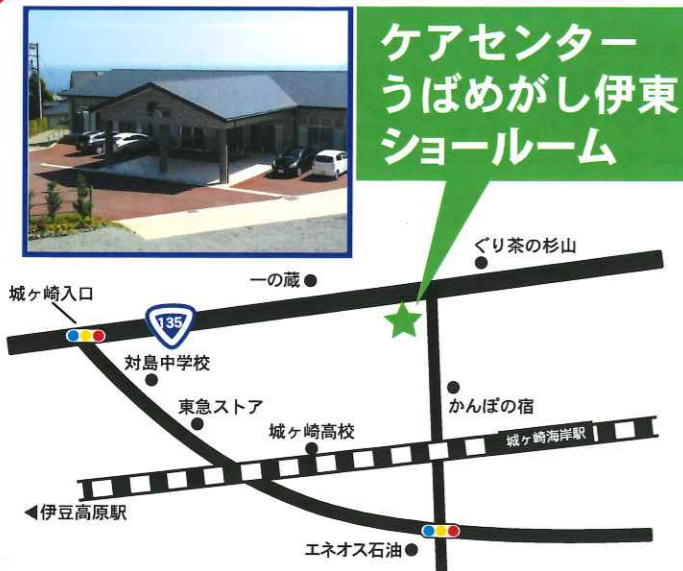 ケアセンター
うばめがし伊東
ショールーム
ぐり茶の杉山
一の蔵
城ヶ崎入口
135
対島中学校
東急ストア
かんぽの宿
城ヶ崎高校
城ヶ崎海岸駅
伊豆高原駅
エネオス石油